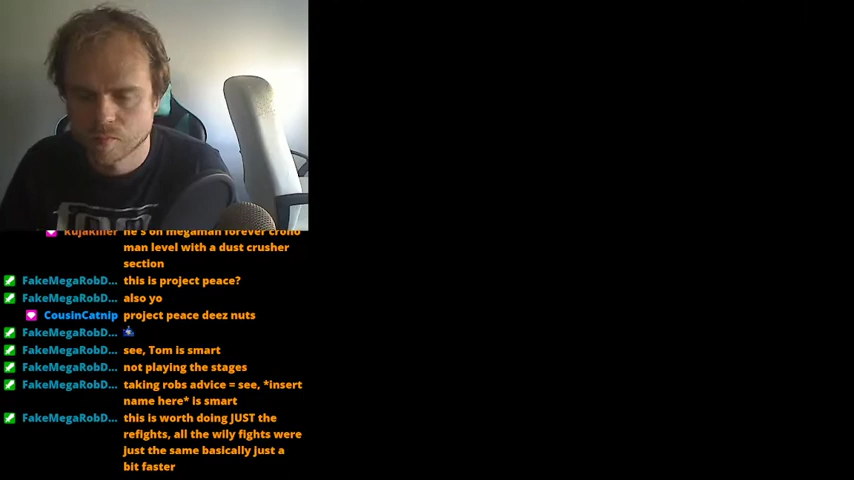 kujakiller he's on megaman forever crono
man level with a dust crusher
section
FakeMegaRobD... this is project peace?
FakeMegaRobD... also yo
CousinCatnip project peace deez nuts
FakeMegaRobD...
FakeMegaRobD... see, Tom is smart
FakeMegaRobD... not playing the stages
FakeMegaRobD... taking robs advice = see, *insert
name here* is smart
FakeMegaRobD... this is worth doing JUST the
refights, all the wily fights were
just the same basically just a
bit faster